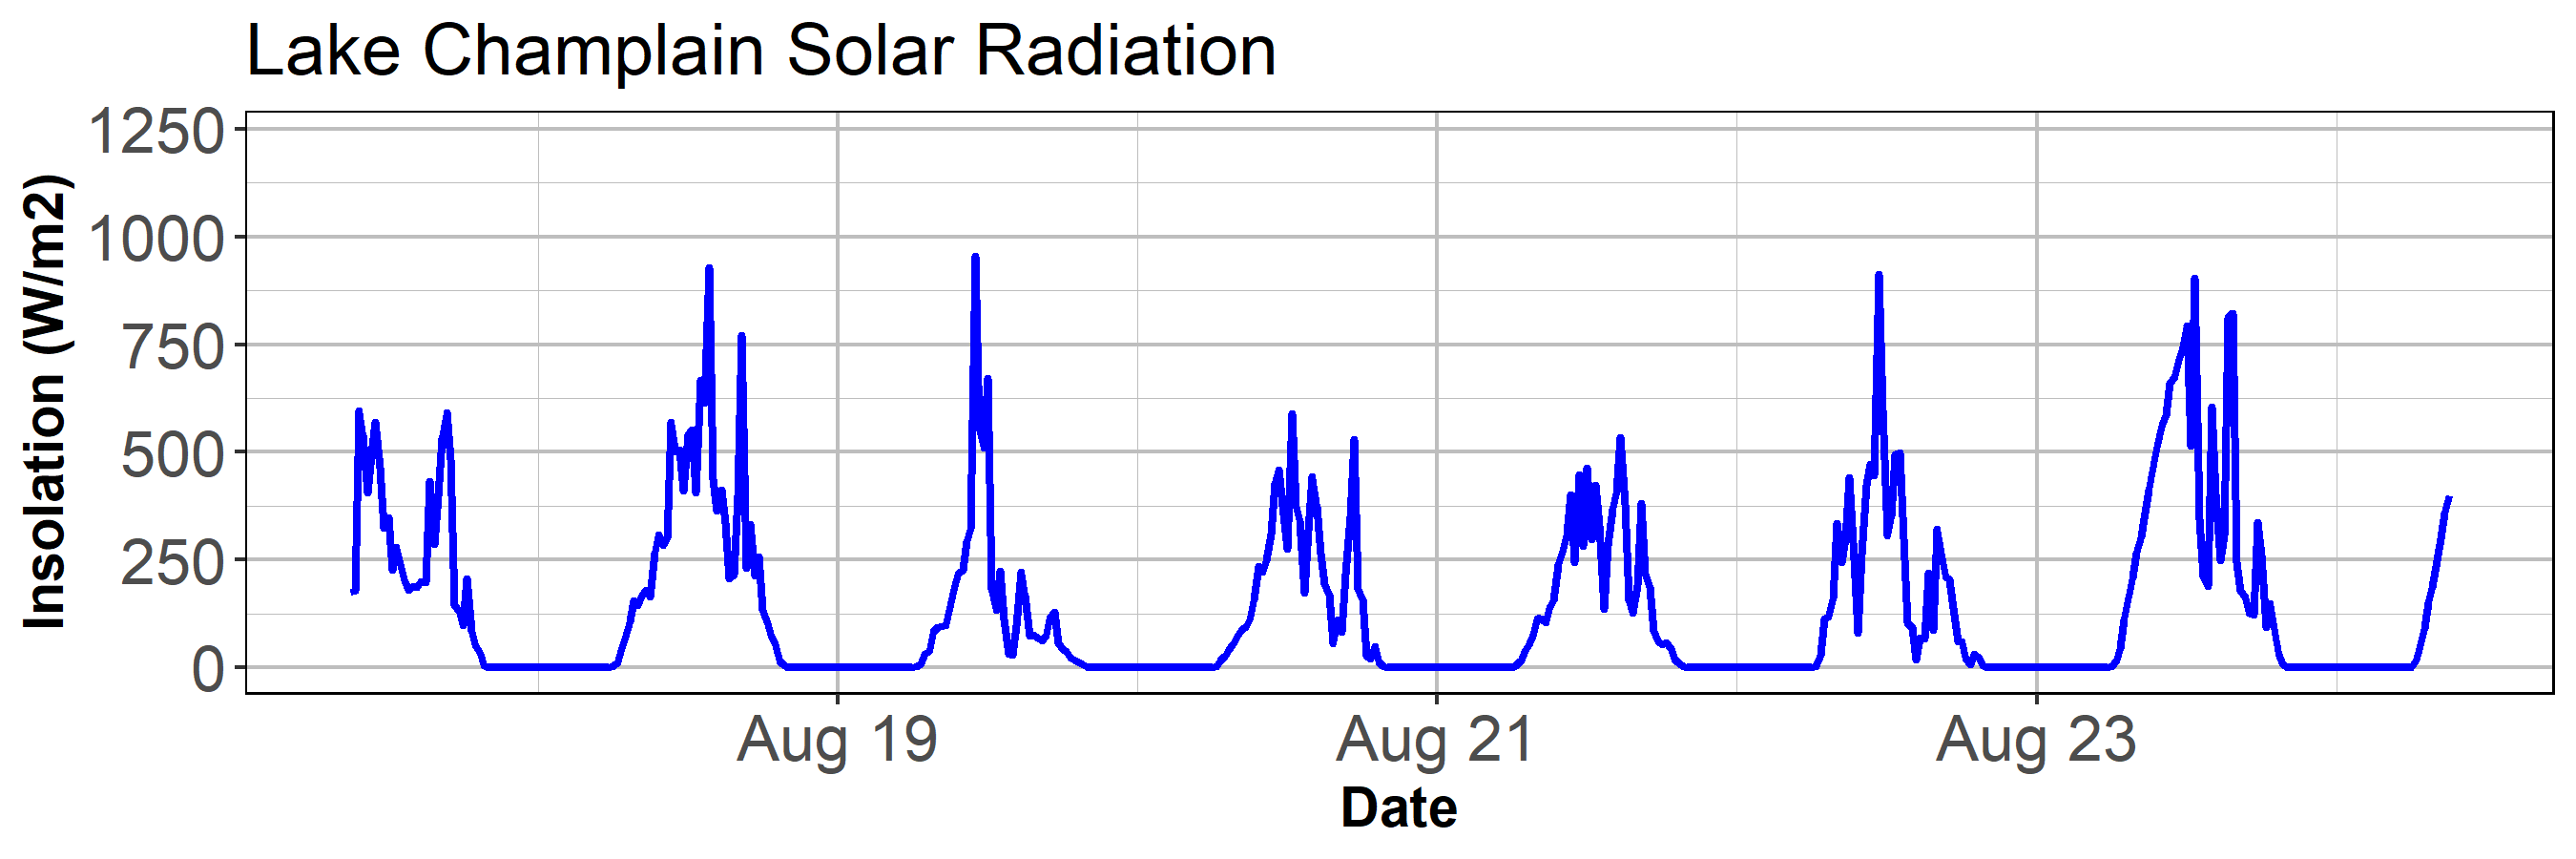 Lake Champlain Solar Radiation
1250
1000
750
500
250
0
Insolation (W/m2)
Aug 19
Aug 21
Aug 23
Date